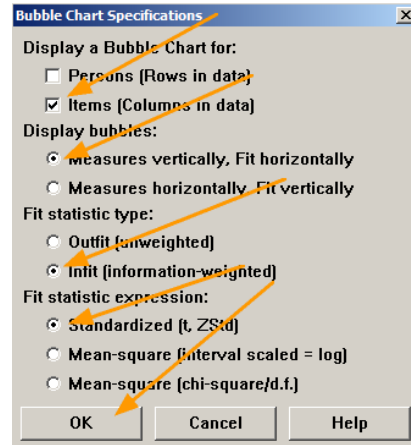 Bubble Chart Specifications
Display a Bubble Chart for:
Persons (Rows in data)
Items (Columns in data)
Display bubbles:
Measures vertically, Fit horizontally
Measures horizontally, Fit vertically
Fit statistic type:
Outfit (unweighted)
Infit (information-weighted)
Fit statistic expression:
Standardized (t, ZStd)
Mean-square (interval scaled = log)
Mean-square (chi-square/d.f.)
OK Cancel Help